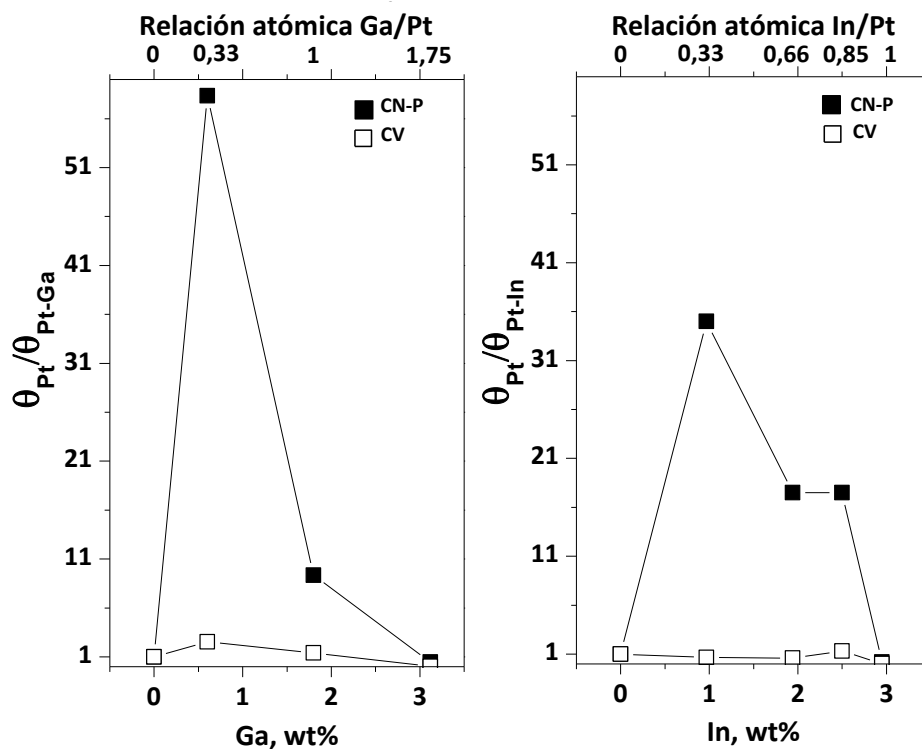 Relación atómica Ga/Pt
0 0,33 1 1,75
CN-P
CV
51
41
31
21
11
1
θPt/θPt-Ga
0 1 2 3
Ga, wt%
Relación atómica In/Pt
0 0,33 0,66 0,85 1
CN-P
CV
51
41
31
21
11
1
θPt/θPt-In
0 1 2 3
In, wt%